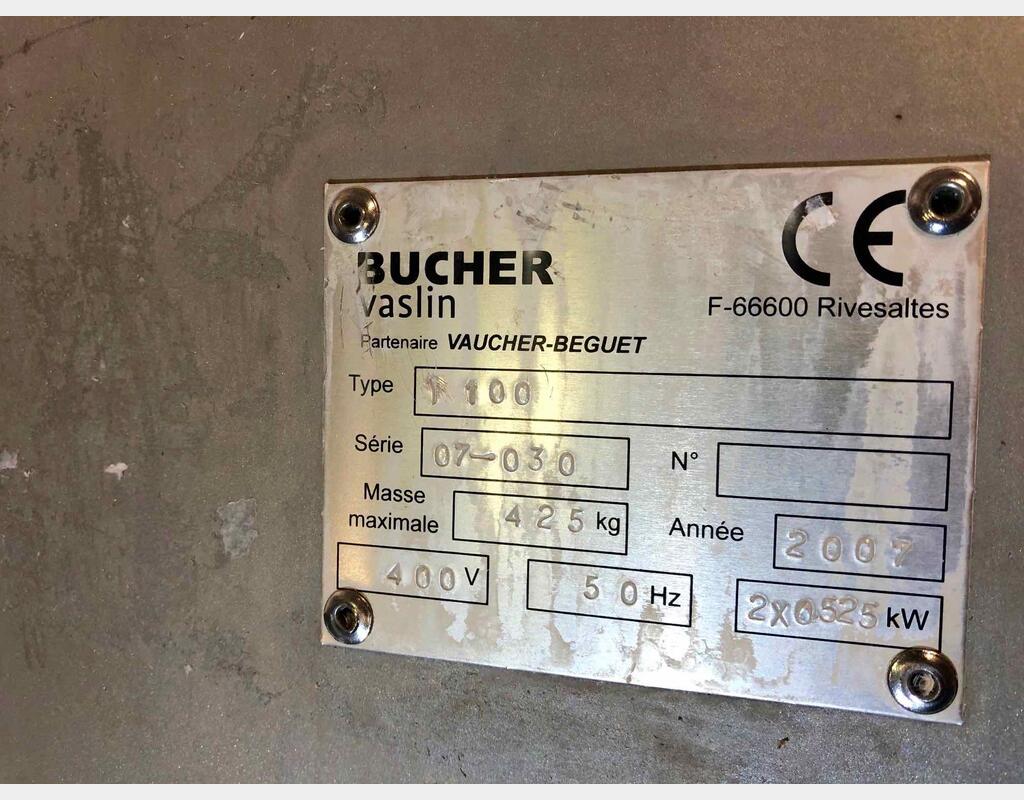 CE
BUCHER
vaslin
F-66600 Rivesaltes
Partenaire VAUCHER-BEGUET
Type 100
Série 07-030 N°
Masse maximale 425 kg Année 2007
400 V 50 Hz 2X0525 kW